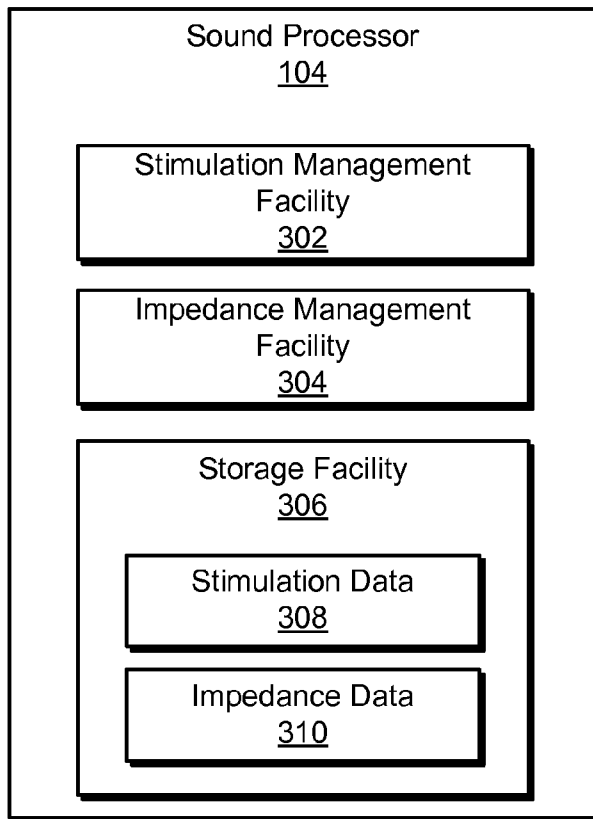 Sound Processor
104
Stimulation Management
Facility
302
Impedance Management
Facility
304
Storage Facility
306
Stimulation Data
308
Impedance Data
310